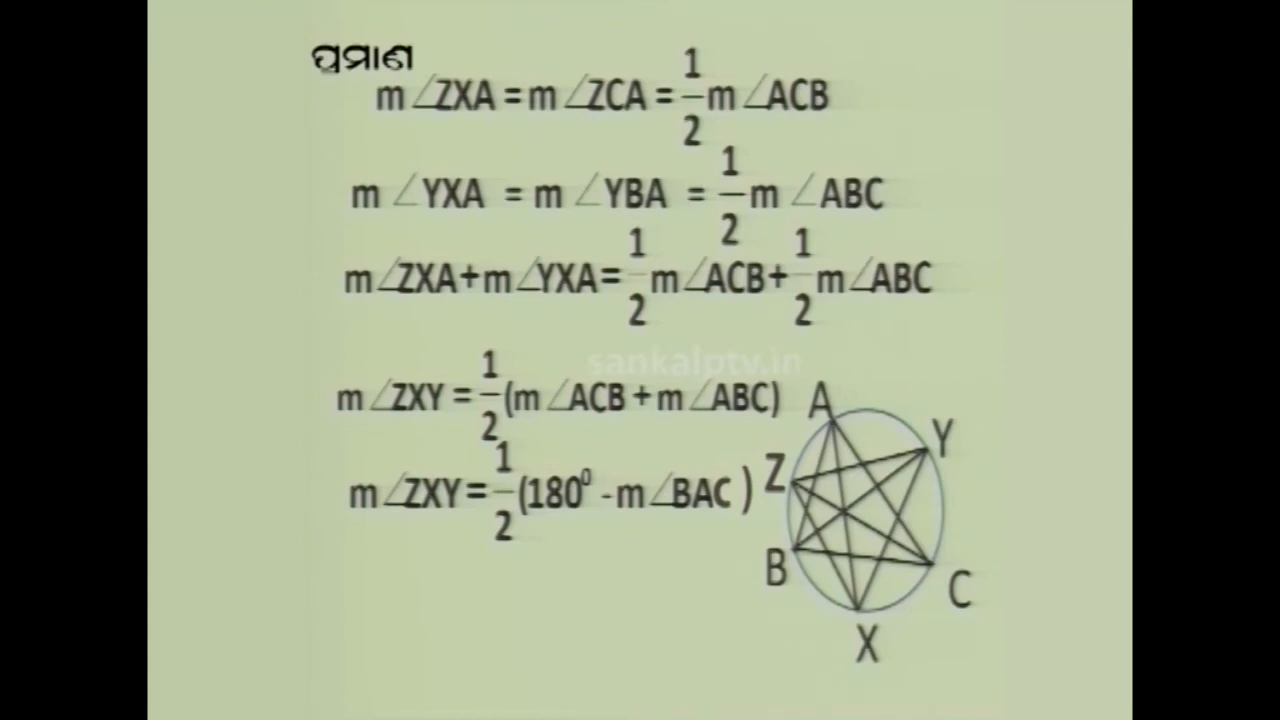 ପ୍ରମାଣ
m∠ZXA = m∠ZCA = 1/2 m∠ACB
m∠YXA = m∠YBA = 1/2 m∠ABC
m∠ZXA+m∠YXA= 1/2 m∠ACB+ 1/2 m∠ABC
sankalptv.in
m∠ZXY = 1/2 (m∠ACB + m∠ABC)
m∠ZXY= 1/2 (180⁰ - m∠BAC )
A
Y
Z
B
C
X